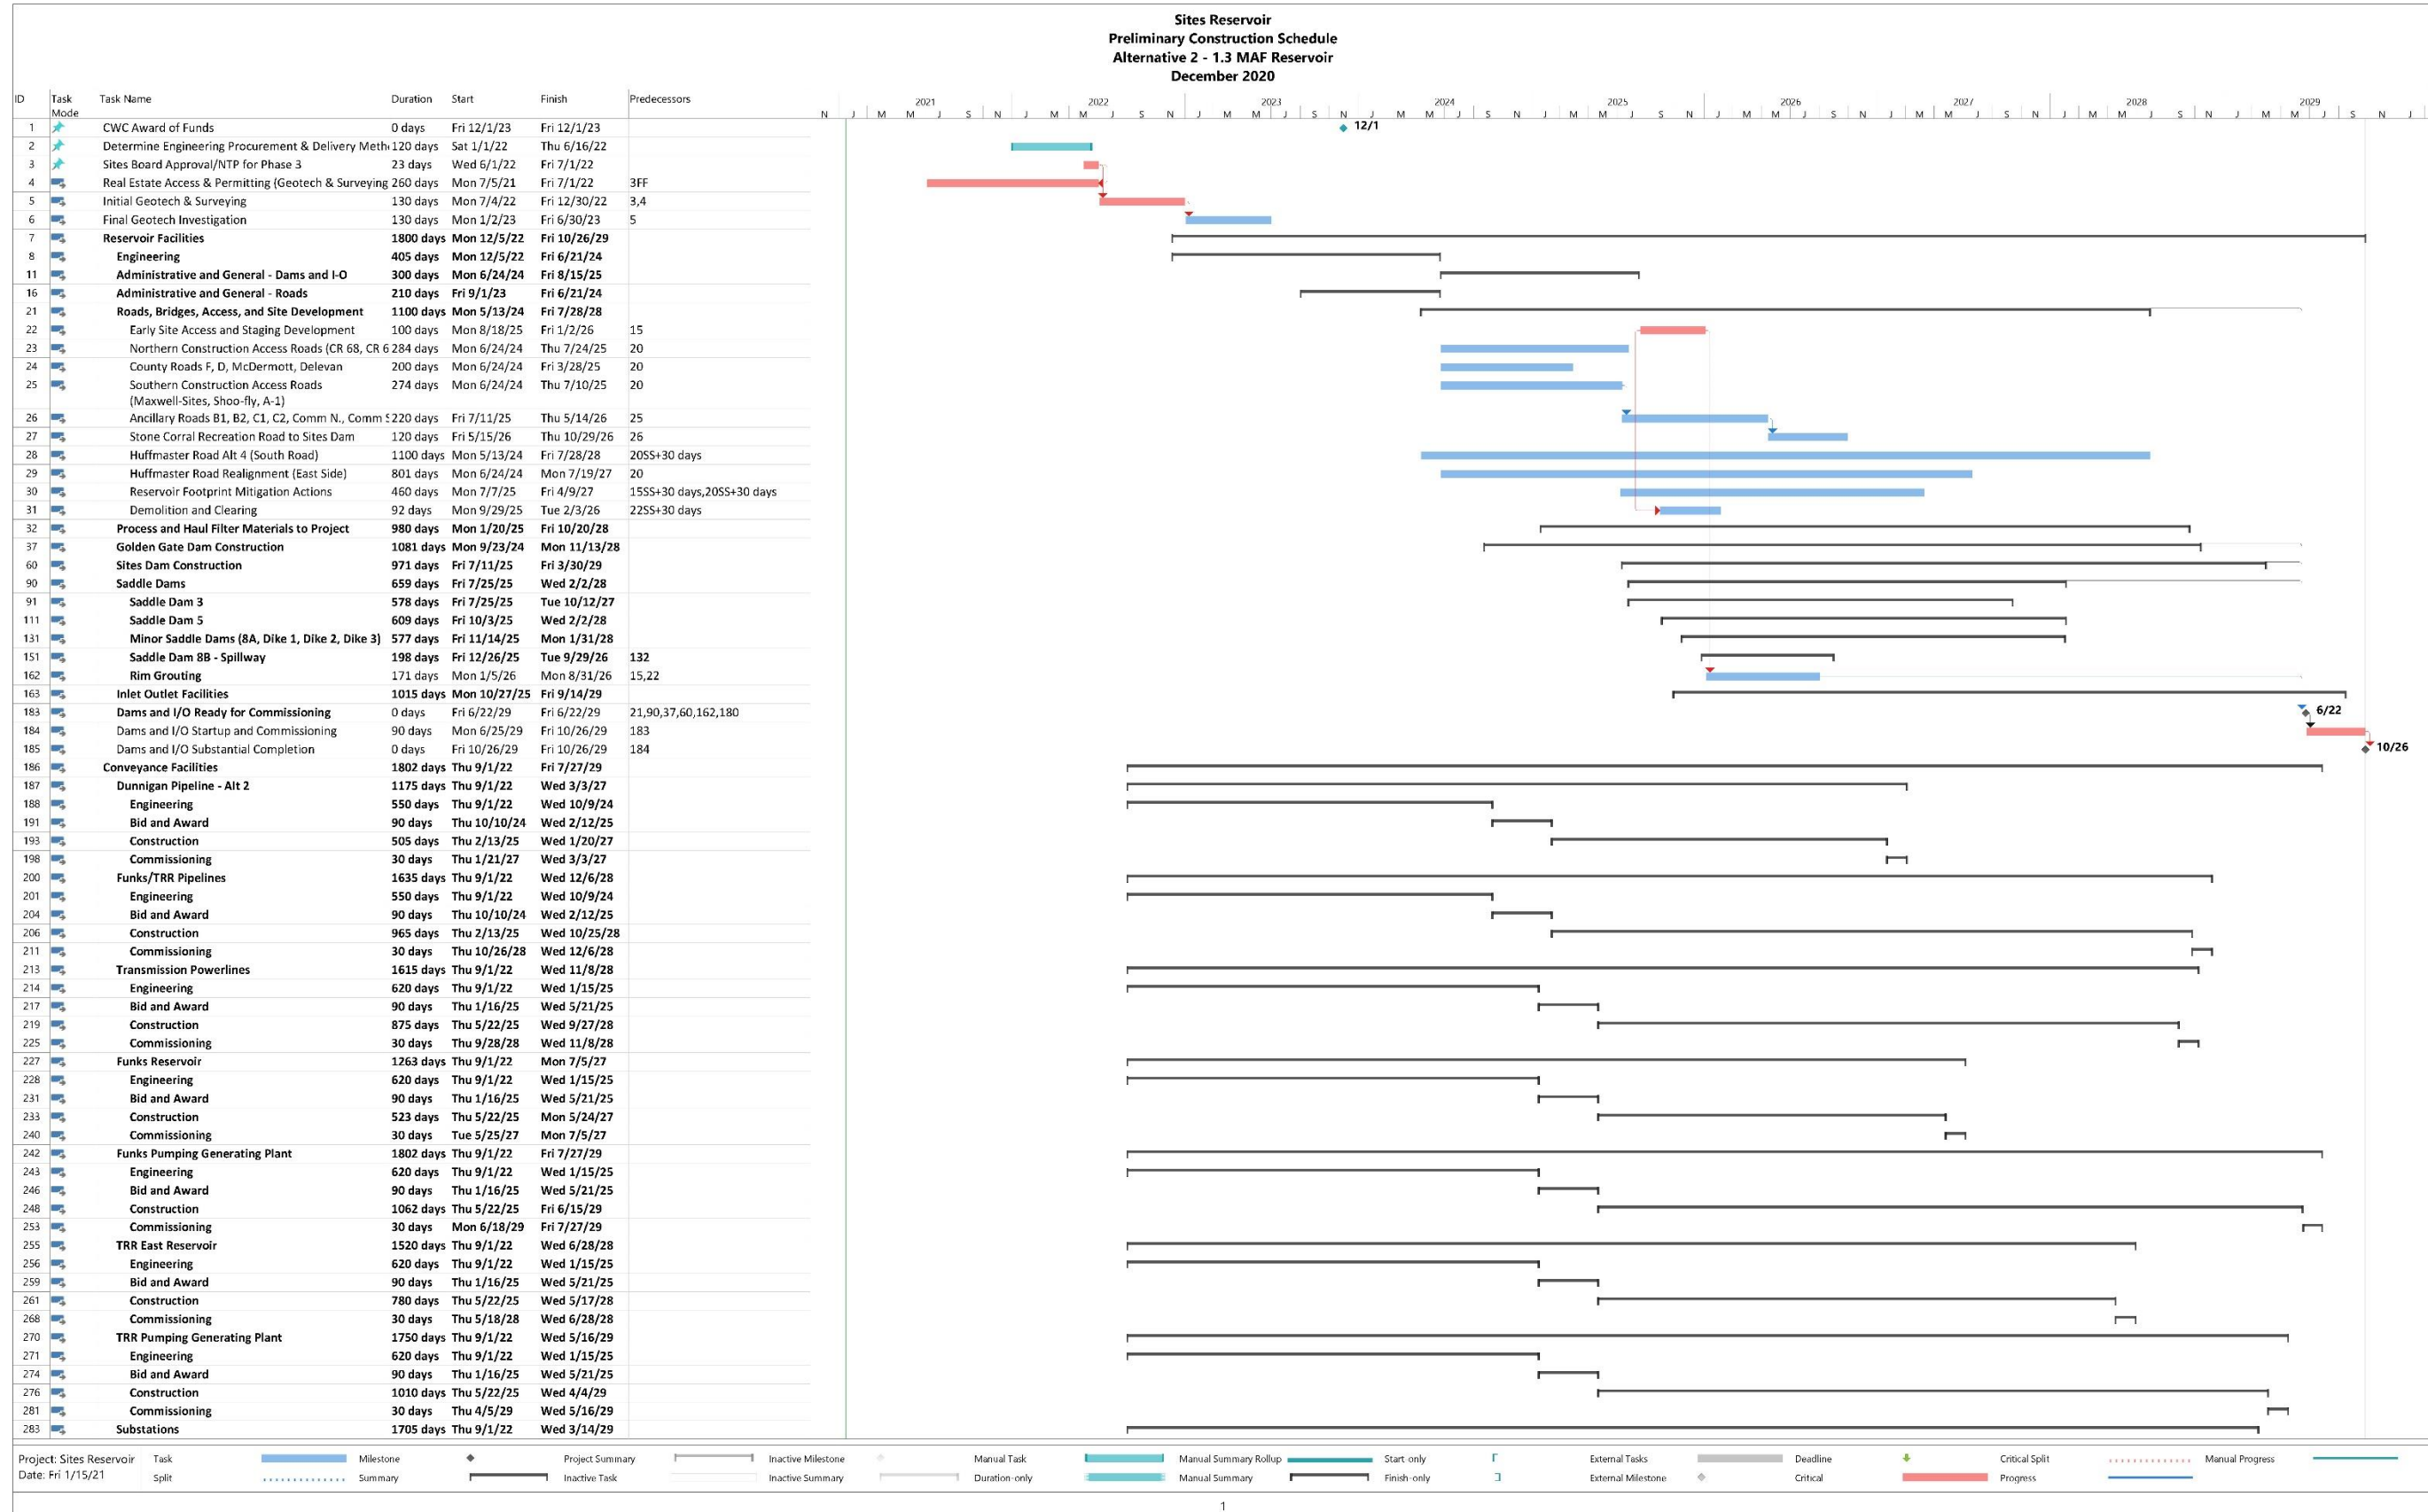 Sites Reservoir
Preliminary Construction Schedule
Alternative 2 - 1.3 MAF Reservoir
December 2020
ID Task Mode Task Name Duration Start Finish Predecessors
2021 2022 2023 2024 2025 2026 2027 2028 2029
N J M M J S N J M M J S N J M M J S N J M M J S N J M M J S N J M M J S N J M M J S N J M M J S N J M M J S N J
1 CWC Award of Funds 0 days Fri 12/1/23 Fri 12/1/23 12/1
2 Determine Engineering Procurement & Delivery Meth 120 days Sat 1/1/22 Thu 6/16/22
3 Sites Board Approval/NTP for Phase 3 23 days Wed 6/1/22 Fri 7/1/22
4 Real Estate Access & Permitting (Geotech & Surveying 260 days Mon 7/5/21 Fri 7/1/22 3FF
5 Initial Geotech & Surveying 130 days Mon 7/4/22 Fri 12/30/22 3,4
6 Final Geotech Investigation 130 days Mon 1/2/23 Fri 6/30/23 5
7 Reservoir Facilities 1800 days Mon 12/5/22 Fri 10/26/29
8 Engineering 405 days Mon 12/5/22 Fri 6/21/24
11 Administrative and General - Dams and I-O 300 days Mon 6/24/24 Fri 8/15/25
16 Administrative and General - Roads 210 days Fri 9/1/23 Fri 6/21/24
21 Roads, Bridges, Access, and Site Development 1100 days Mon 5/13/24 Fri 7/28/28
22 Early Site Access and Staging Development 100 days Mon 8/18/25 Fri 1/2/26 15
23 Northern Construction Access Roads (CR 68, CR 6 284 days Mon 6/24/24 Thu 7/24/25 20
24 County Roads F, D, McDermott, Delevan 200 days Mon 6/24/24 Fri 3/28/25 20
25 Southern Construction Access Roads 274 days Mon 6/24/24 Thu 7/10/25 20
(Maxwell-Sites, Shoo-fly, A-1)
26 Ancillary Roads B1, B2, C1, C2, Comm N., Comm S 220 days Fri 7/11/25 Thu 5/14/26 25
27 Stone Corral Recreation Road to Sites Dam 120 days Fri 5/15/26 Thu 10/29/26 26
28 Huffmaster Road Alt 4 (South Road) 1100 days Mon 5/13/24 Fri 7/28/28 20SS+30 days
29 Huffmaster Road Realignment (East Side) 801 days Mon 6/24/24 Mon 7/19/27 20
30 Reservoir Footprint Mitigation Actions 460 days Mon 7/7/25 Fri 4/9/27 15SS+30 days,20SS+30 days
31 Demolition and Clearing 92 days Mon 9/29/25 Tue 2/3/26 22SS+30 days
32 Process and Haul Filter Materials to Project 980 days Mon 1/20/25 Fri 10/20/28
37 Golden Gate Dam Construction 1081 days Mon 9/23/24 Mon 11/13/28
60 Sites Dam Construction 971 days Fri 7/11/25 Fri 3/30/29
90 Saddle Dams 659 days Fri 7/25/25 Wed 2/2/28
91 Saddle Dam 3 578 days Fri 7/25/25 Tue 10/12/27
111 Saddle Dam 5 609 days Fri 10/3/25 Wed 2/2/28
131 Minor Saddle Dams (8A, Dike 1, Dike 2, Dike 3) 577 days Fri 11/14/25 Mon 1/31/28
151 Saddle Dam 8B - Spillway 198 days Fri 12/26/25 Tue 9/29/26 132
162 Rim Grouting 171 days Mon 1/5/26 Mon 8/31/26 15,22
163 Inlet Outlet Facilities 1015 days Mon 10/27/25 Fri 9/14/29
183 Dams and I/O Ready for Commissioning 0 days Fri 6/22/29 Fri 6/22/29 21,90,37,60,162,180 6/22
184 Dams and I/O Startup and Commissioning 90 days Mon 6/25/29 Fri 10/26/29 183
185 Dams and I/O Substantial Completion 0 days Fri 10/26/29 Fri 10/26/29 184 10/26
186 Conveyance Facilities 1802 days Thu 9/1/22 Fri 7/27/29
187 Dunnigan Pipeline - Alt 2 1175 days Thu 9/1/22 Wed 3/3/27
188 Engineering 550 days Thu 9/1/22 Wed 10/9/24
191 Bid and Award 90 days Thu 10/10/24 Wed 2/12/25
193 Construction 505 days Thu 2/13/25 Wed 1/20/27
198 Commissioning 30 days Thu 1/21/27 Wed 3/3/27
200 Funks/TRR Pipelines 1635 days Thu 9/1/22 Wed 12/6/28
201 Engineering 550 days Thu 9/1/22 Wed 10/9/24
204 Bid and Award 90 days Thu 10/10/24 Wed 2/12/25
206 Construction 965 days Thu 2/13/25 Wed 10/25/28
211 Commissioning 30 days Thu 10/26/28 Wed 12/6/28
213 Transmission Powerlines 1615 days Thu 9/1/22 Wed 11/8/28
214 Engineering 620 days Thu 9/1/22 Wed 1/15/25
217 Bid and Award 90 days Thu 1/16/25 Wed 5/21/25
219 Construction 875 days Thu 5/22/25 Wed 9/27/28
225 Commissioning 30 days Thu 9/28/28 Wed 11/8/28
227 Funks Reservoir 1263 days Thu 9/1/22 Mon 7/5/27
228 Engineering 620 days Thu 9/1/22 Wed 1/15/25
231 Bid and Award 90 days Thu 1/16/25 Wed 5/21/25
233 Construction 523 days Thu 5/22/25 Mon 5/24/27
240 Commissioning 30 days Tue 5/25/27 Mon 7/5/27
242 Funks Pumping Generating Plant 1802 days Thu 9/1/22 Fri 7/27/29
243 Engineering 620 days Thu 9/1/22 Wed 1/15/25
246 Bid and Award 90 days Thu 1/16/25 Wed 5/21/25
248 Construction 1062 days Thu 5/22/25 Fri 6/15/29
253 Commissioning 30 days Mon 6/18/29 Fri 7/27/29
255 TRR East Reservoir 1520 days Thu 9/1/22 Wed 6/28/28
256 Engineering 620 days Thu 9/1/22 Wed 1/15/25
259 Bid and Award 90 days Thu 1/16/25 Wed 5/21/25
261 Construction 780 days Thu 5/22/25 Wed 5/17/28
268 Commissioning 30 days Thu 5/18/28 Wed 6/28/28
270 TRR Pumping Generating Plant 1750 days Thu 9/1/22 Wed 5/16/29
271 Engineering 620 days Thu 9/1/22 Wed 1/15/25
274 Bid and Award 90 days Thu 1/16/25 Wed 5/21/25
276 Construction 1010 days Thu 5/22/25 Wed 4/4/29
281 Commissioning 30 days Thu 4/5/29 Wed 5/16/29
283 Substations 1705 days Thu 9/1/22 Wed 3/14/29
Project: Sites Reservoir
Date: Fri 1/15/21
Task Milestone Project Summary Inactive Milestone Manual Task Manual Summary Rollup Start-only External Tasks Deadline Critical Split Manual Progress
Split Summary Inactive Task Inactive Summary Duration-only Manual Summary Finish-only External Milestone Critical Progress
1